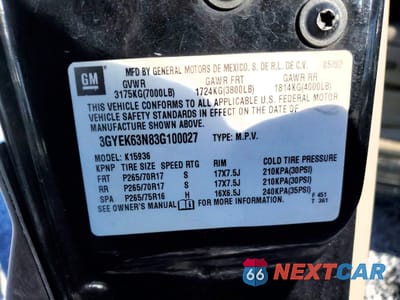 GM
MFD BY GENERAL MOTORS DE MEXICO, S. DE R.L. DE C.V. 05/02
GVWR GAWR FRT GAWR RR
3175KG(7000LB) 1724KG(3800LB) 1814KG(4000LB)
THIS VEHICLE CONFORMS TO ALL APPLICABLE U.S. FEDERAL MOTOR
VEHICLE SAFETY STANDARDS IN EFFECT ON THE DATE OF
MANUFACTURE SHOWN ABOVE.
3GYEK63N83G100027 TYPE: M.P.V.
MODEL: K15936
KPNP TIRE SIZE SPEED RTG RIM COLD TIRE PRESSURE
FRT P265/70R17 S 17X7.5J 210KPA(30PSI)
RR P265/70R17 S 17X7.5J 210KPA(30PSI)
SPA P265/75R16 H 16X6.5J 240KPA(35PSI)
SEE OWNER'S MANUAL FOR MORE INFORMATION.
F 451
T 361
66 NEXTCAR